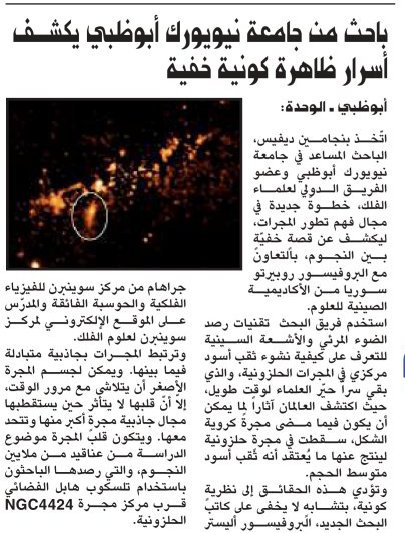 باحث من جامعة نيويورك أبوظبي يكشف
أسرار ظاهرة كونية خفية
أبوظبي ـ الوحدة:
اتّخذ بنجامين ديفيس،
الباحث المساعد في جامعة
نيويورك أبوظبي وعضو
الفريق الدولي لعلماء
الفلك، خطوة جديدة في
مجال فهم تطور المجرات،
ليكشف عن قصة خفيّة
بين النجوم، بالتعاون
مع البروفيسور روبيرتو
سوريا من الأكاديمية
الصينية للعلوم.
استخدم فريق البحث تقنيات رصد
الضوء المرئي والأشعة السينية
للتعرف على كيفية نشوء ثقب أسود
مركزي في المجرات الحلزونية، والذي
بقي سراً حيّر العلماء لوقت طويل،
حيث اكتشف العالمان آثاراً لما يمكن
أن يكون فيما مضى مجرة كروية
الشكل، سقطت في مجرة حلزونية
لينتج عنها ما يُعتقد أنه ثقب أسود
متوسط الحجم.
وتؤدي هذه الحقائق إلى نظرية
كونية، بتشابه لا يخفى على كاتب
البحث الجديد، البروفيسور أليستر
جراهام من مركز سوينبرن للفيزياء
الفلكية والحوسبة الفائقة والمدرّس
على الموقع الإلكتروني لمركز
سوينبرن لعلوم الفلك.
وترتبط المجرات بجاذبية متبادلة
فيما بينها. ويمكن لجسم المجرة
الأصغر أن يتلاشى مع مرور الوقت،
إلا أنّ قلبها لا يتأثر حين يستقطبها
مجال جاذبية مجرة أكبر منها وتتحد
معها. ويتكون قلب المجرة موضوع
الدراسة من عناقيد من ملايين
النجوم، والتي رصدها الباحثون
باستخدام تلسكوب هابل الفضائي
قرب مركز مجرة NGC4424
الحلزونية.